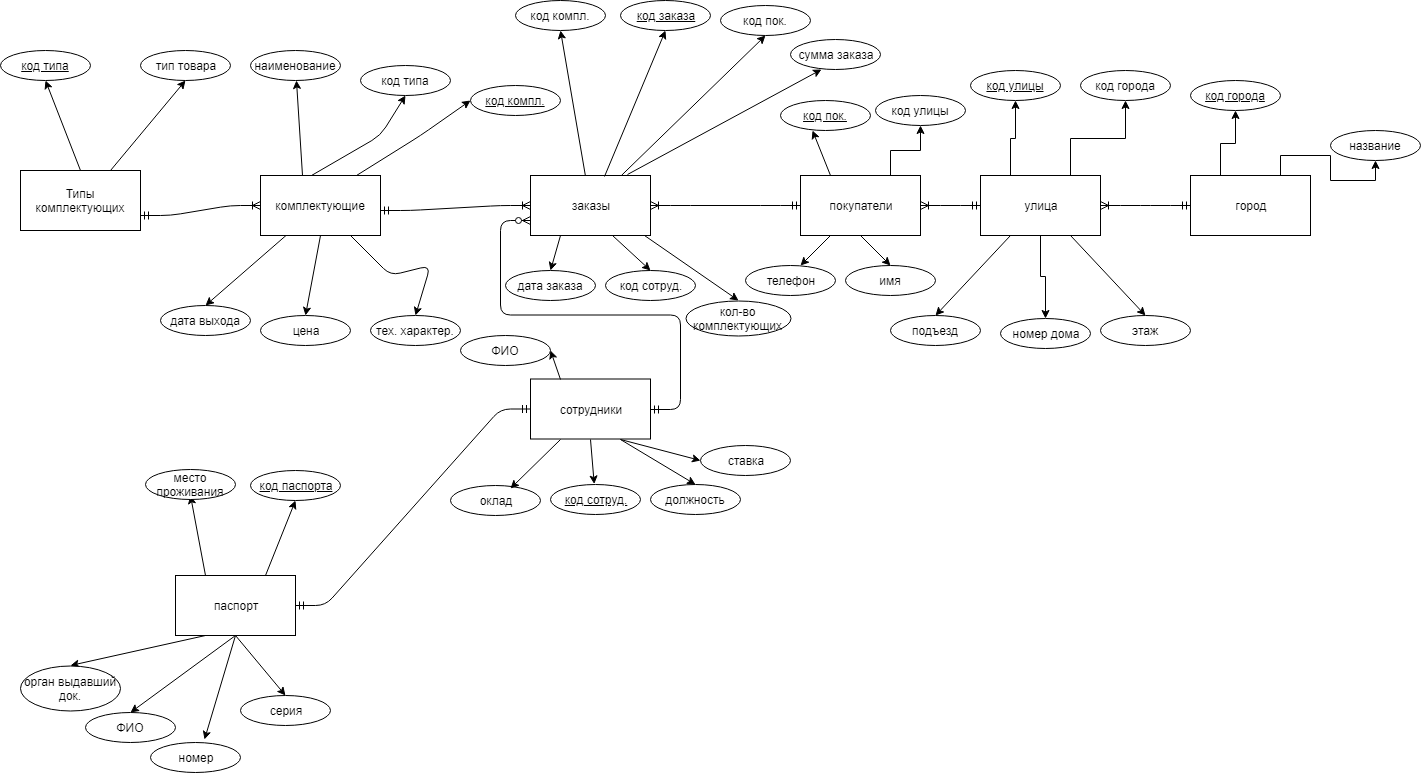 код компл.
код заказа
код пок.
сумма заказа
код типа
тип товара
наименование
код типа
код компл.
код пок.
код улицы
код улицы
код города
код города
название
Типы
комплектующих
комплектующие
заказы
покупатели
улица
город
дата выхода
цена
тех. характер.
дата заказа
код сотруд.
кол-во
комплектующих
телефон
имя
подъезд
номер дома
этаж
ФИО
сотрудники
оклад
код сотруд.
должность
ставка
место
проживания
код паспорта
паспорт
орган выдавший
док.
ФИО
номер
серия